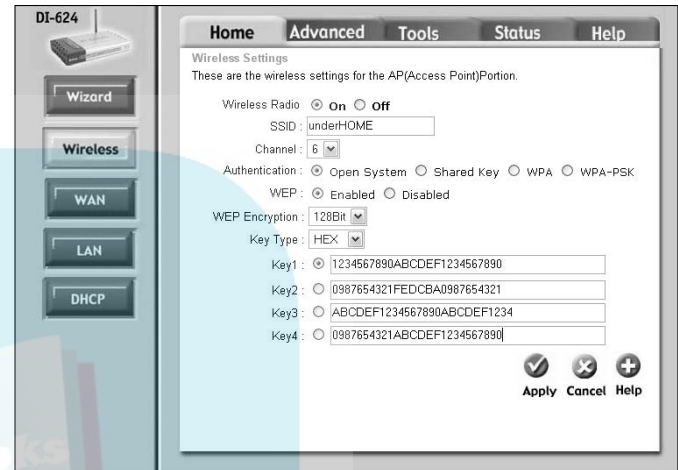 DI-624
Home Advanced Tools Status Help
Wizard
Wireless
WAN
LAN
DHCP
Wireless Settings
These are the wireless settings for the AP(Access Point)Portion.
Wireless Radio On Off
SSID : underHOME
Channel : 6
Authentication : Open System Shared Key WPA WPA-PSK
WEP : Enabled Disabled
WEP Encryption : 128Bit
Key Type : HEX
Key1 : 1234567890ABCDEF1234567890
Key2 : 0987654321FEDCBA0987654321
Key3 : ABCDEF1234567890ABCDEF1234
Key4 : 0987654321ABCDEF1234567890
Apply Cancel Help